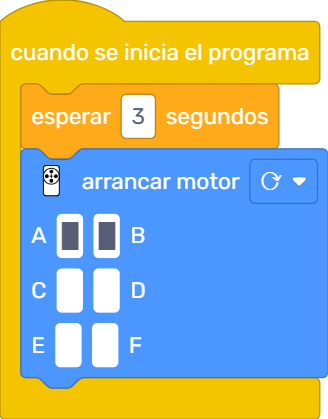 cuando se inicia el programa
esperar 3 segundos
arrancar motor
A B
C D
E F